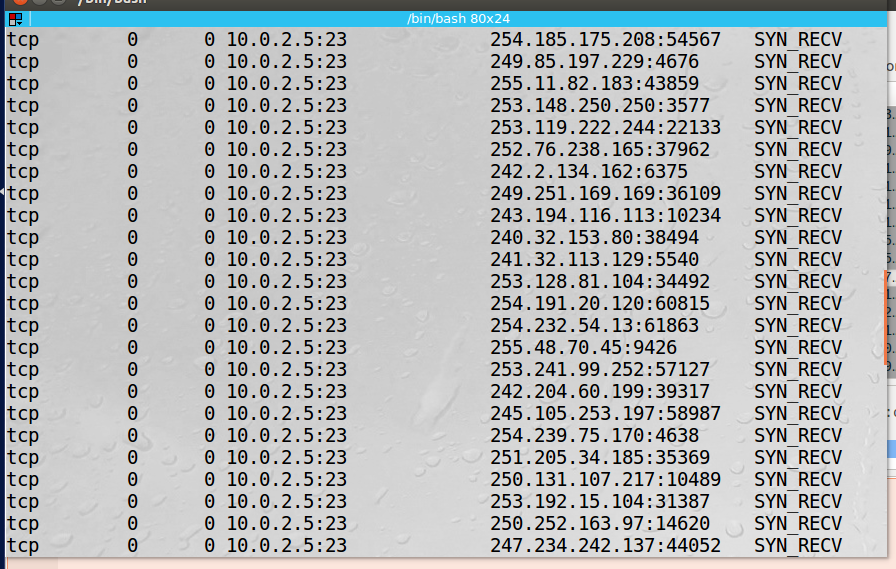 /bin/bash
/bin/bash 80x24
tcp 0 0 10.0.2.5:23 254.185.175.208:54567 SYN_RECV
tcp 0 0 10.0.2.5:23 249.85.197.229:4676 SYN_RECV
tcp 0 0 10.0.2.5:23 255.11.82.183:43859 SYN_RECV
tcp 0 0 10.0.2.5:23 253.148.250.250:3577 SYN_RECV
tcp 0 0 10.0.2.5:23 253.119.222.244:22133 SYN_RECV
tcp 0 0 10.0.2.5:23 252.76.238.165:37962 SYN_RECV
tcp 0 0 10.0.2.5:23 242.2.134.162:6375 SYN_RECV
tcp 0 0 10.0.2.5:23 249.251.169.169:36109 SYN_RECV
tcp 0 0 10.0.2.5:23 243.194.116.113:10234 SYN_RECV
tcp 0 0 10.0.2.5:23 240.32.153.80:38494 SYN_RECV
tcp 0 0 10.0.2.5:23 241.32.113.129:5540 SYN_RECV
tcp 0 0 10.0.2.5:23 253.128.81.104:34492 SYN_RECV
tcp 0 0 10.0.2.5:23 254.191.20.120:60815 SYN_RECV
tcp 0 0 10.0.2.5:23 254.232.54.13:61863 SYN_RECV
tcp 0 0 10.0.2.5:23 255.48.70.45:9426 SYN_RECV
tcp 0 0 10.0.2.5:23 253.241.99.252:57127 SYN_RECV
tcp 0 0 10.0.2.5:23 242.204.60.199:39317 SYN_RECV
tcp 0 0 10.0.2.5:23 245.105.253.197:58987 SYN_RECV
tcp 0 0 10.0.2.5:23 254.239.75.170:4638 SYN_RECV
tcp 0 0 10.0.2.5:23 251.205.34.185:35369 SYN_RECV
tcp 0 0 10.0.2.5:23 250.131.107.217:10489 SYN_RECV
tcp 0 0 10.0.2.5:23 253.192.15.104:31387 SYN_RECV
tcp 0 0 10.0.2.5:23 250.252.163.97:14620 SYN_RECV
tcp 0 0 10.0.2.5:23 247.234.242.137:44052 SYN_RECV